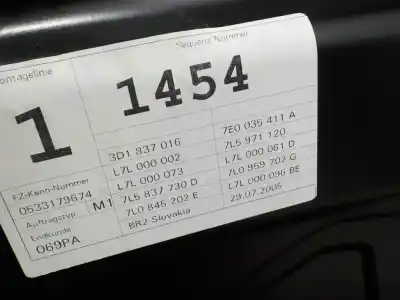 ontagelinie
Sequenz Nummer
1
1454
3D1 837 016
7E0 035 411 A
L7L 000 002
7L5 971 120
L7L 000 073
L7L 000 061 D
7L5 837 730 D
7L0 959 702 G
7L0 845 202 E
L7L 000 096 BE
BR2 Slovakia
29.07.2005
FZ-Kenn-Nummer
0533179674
Auftragstyp M1
Endkunde
069PA